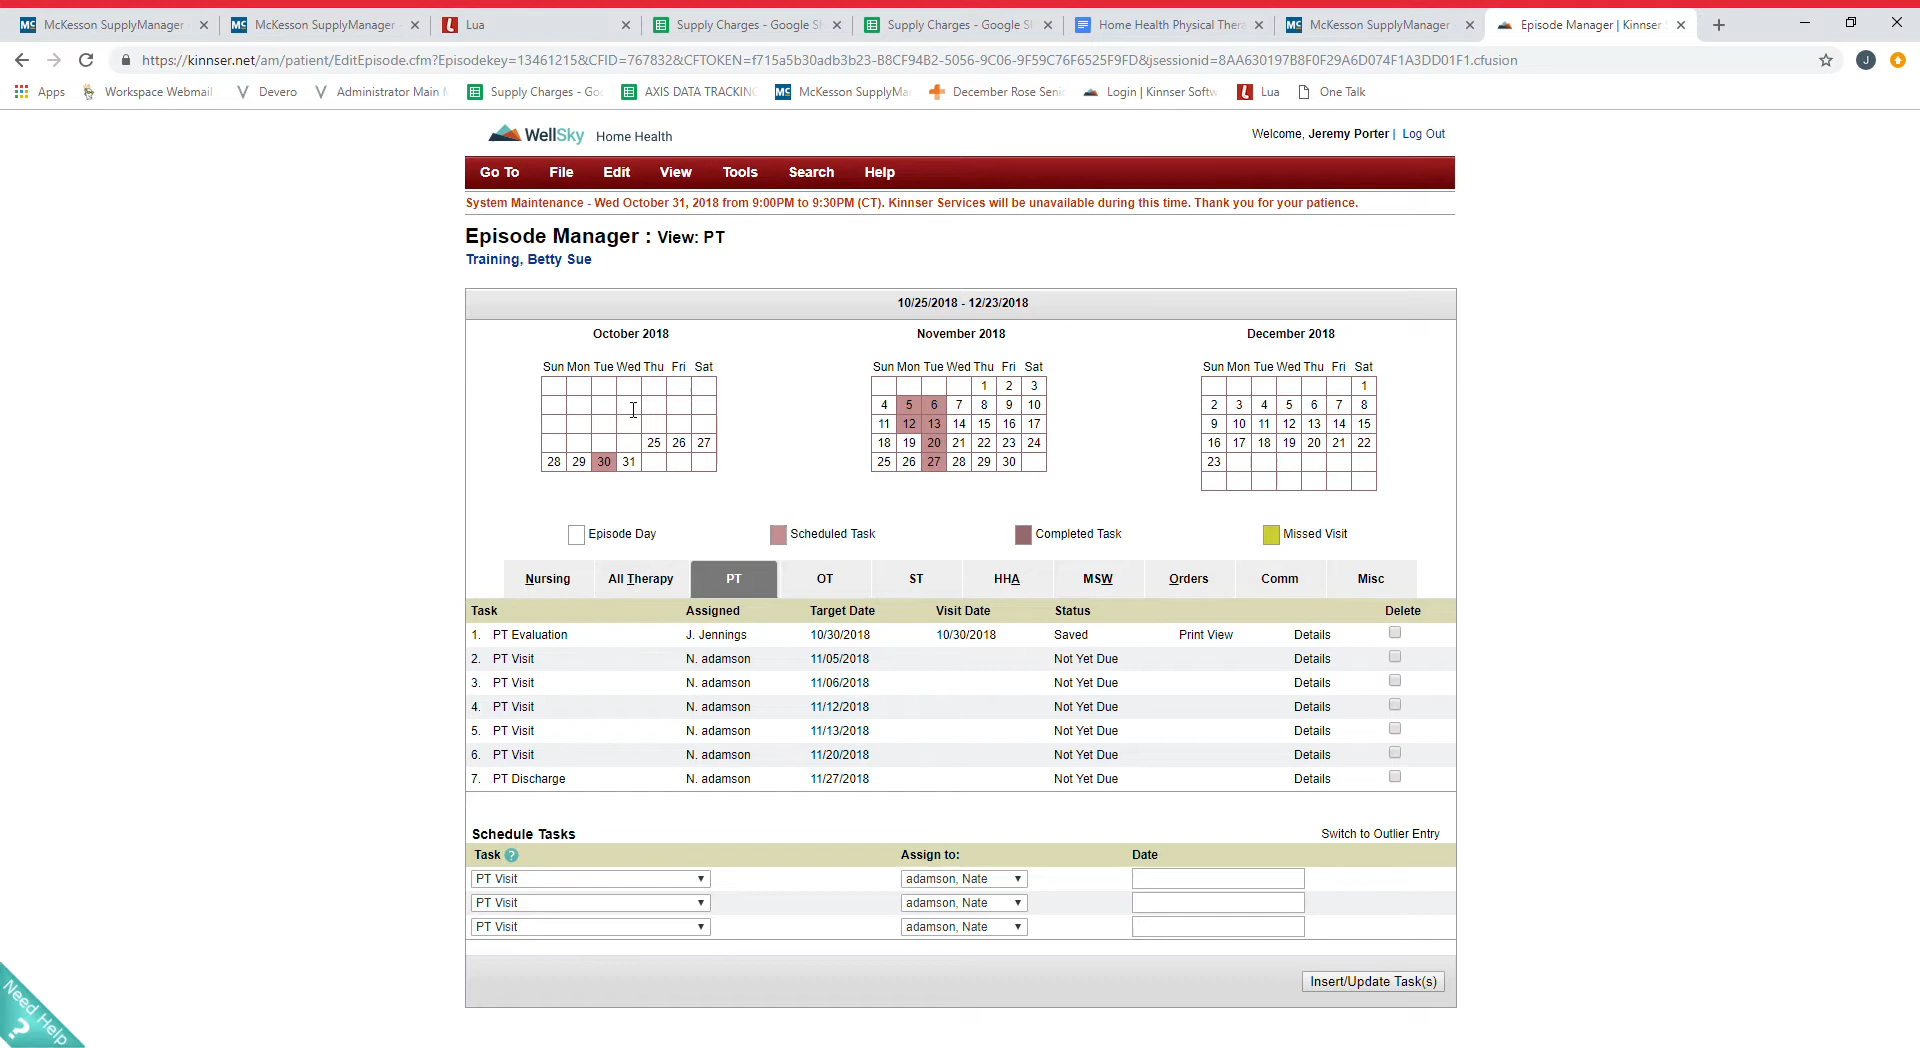 McKesson SupplyManager
McKesson SupplyManager
Lua
Supply Charges - Google Sh
Supply Charges - Google Sh
Home Health Physical Thera
McKesson SupplyManager
Episode Manager | Kinnser
https://kinnser.net/am/patient/EditEpisode.cfm?Episodekey=13461215&CFID=767832&CFTOKEN=f715a5b30adb3b23-B8CF94B2-5056-9C06-9F59C76F6525F9FD&jsessionid=8AA630197B8F0F29A6D074F1A3DD01F1.cfusion
J
Apps Workspace Webmail Devero Administrator Main Supply Charges - Goo AXIS DATA TRACKING McKesson SupplyMa December Rose Seni Login | Kinnser Softw Lua One Talk
WellSky Home Health
Welcome, Jeremy Porter | Log Out
Go To File Edit View Tools Search Help
System Maintenance - Wed October 31, 2018 from 9:00PM to 9:30PM (CT). Kinnser Services will be unavailable during this time. Thank you for your patience.
Episode Manager : View: PT
Training, Betty Sue
10/25/2018 - 12/23/2018
October 2018
Sun Mon Tue Wed Thu Fri Sat
25 26 27
28 29 30 31
November 2018
Sun Mon Tue Wed Thu Fri Sat
1 2 3
4 5 6 7 8 9 10
11 12 13 14 15 16 17
18 19 20 21 22 23 24
25 26 27 28 29 30
December 2018
Sun Mon Tue Wed Thu Fri Sat
1
2 3 4 5 6 7 8
9 10 11 12 13 14 15
16 17 18 19 20 21 22
23
Episode Day Scheduled Task Completed Task Missed Visit
Nursing All Therapy PT OT ST HHA MSW Orders Comm Misc
Task Assigned Target Date Visit Date Status Delete
1. PT Evaluation J. Jennings 10/30/2018 10/30/2018 Saved Print View Details
2. PT Visit N. adamson 11/05/2018 Not Yet Due Details
3. PT Visit N. adamson 11/06/2018 Not Yet Due Details
4. PT Visit N. adamson 11/12/2018 Not Yet Due Details
5. PT Visit N. adamson 11/13/2018 Not Yet Due Details
6. PT Visit N. adamson 11/20/2018 Not Yet Due Details
7. PT Discharge N. adamson 11/27/2018 Not Yet Due Details
Schedule Tasks Switch to Outlier Entry
Task ? Assign to: Date
PT Visit adamson, Nate
PT Visit adamson, Nate
PT Visit adamson, Nate
Insert/Update Task(s)
Need Help
?